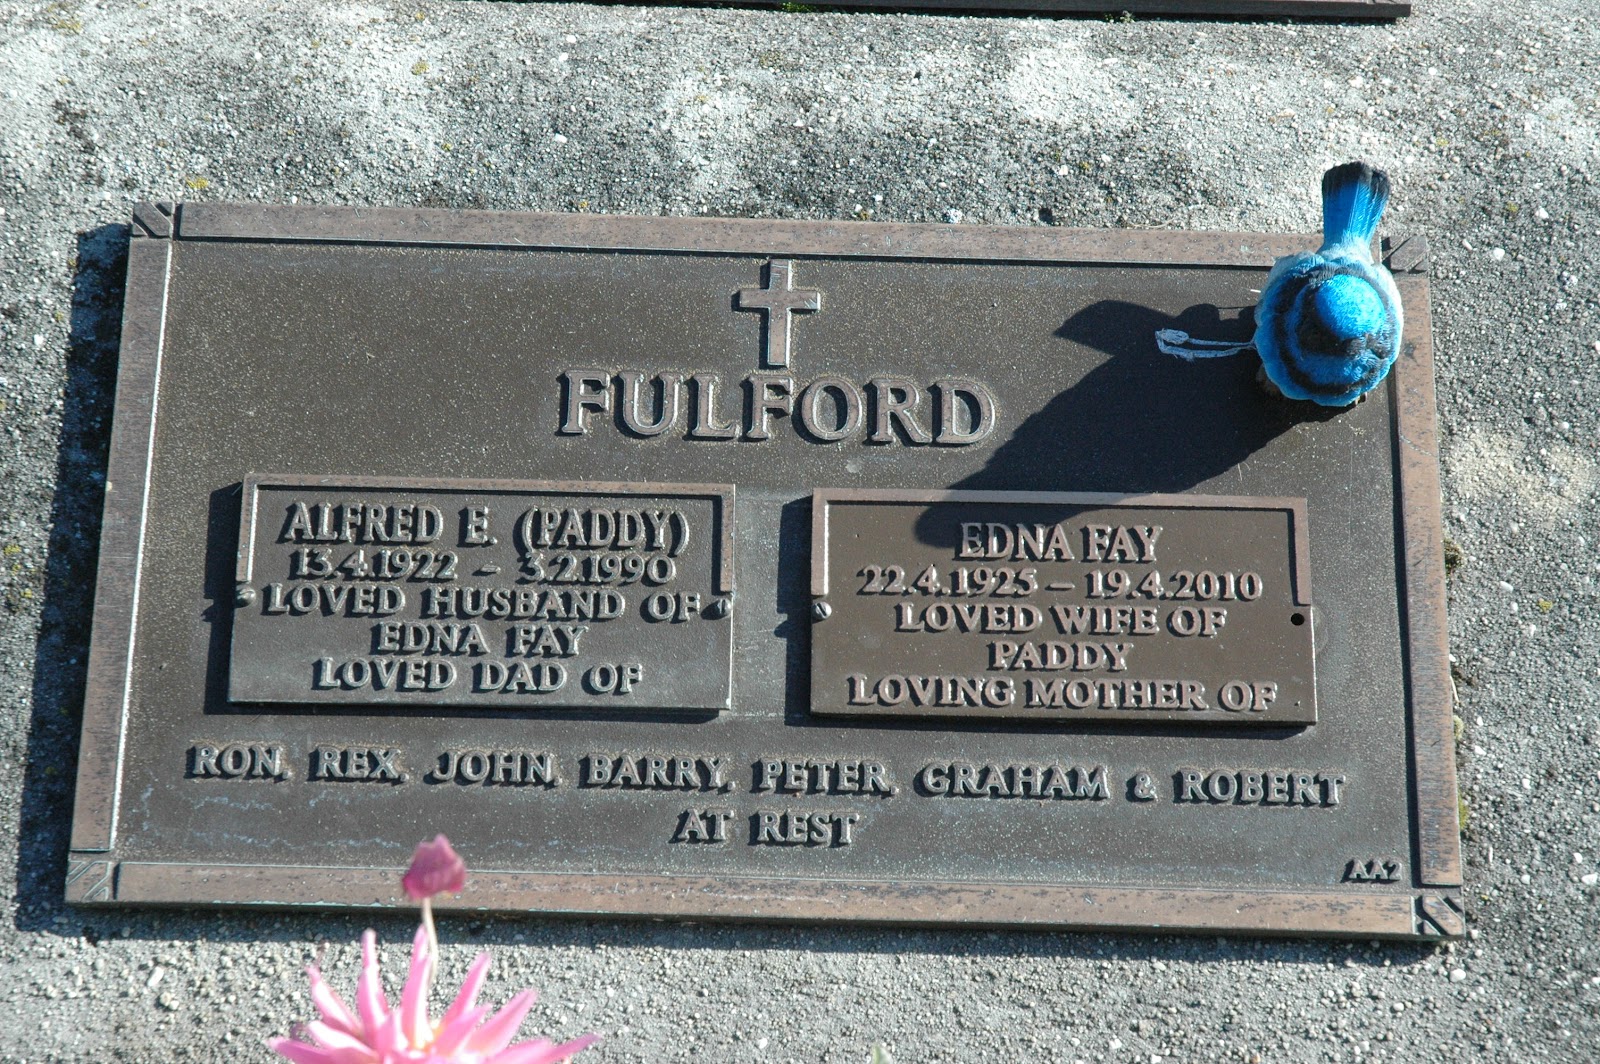 FULFORD
ALFRED E. (PADDY)
13.4.1922 - 3.2.1990
LOVED HUSBAND OF
EDNA FAY
LOVED DAD OF
EDNA FAY
22.4.1925 - 19.4.2010
LOVED WIFE OF
PADDY
LOVING MOTHER OF
RON, REX, JOHN, BARRY, PETER, GRAHAM & ROBERT
AT REST
AA2